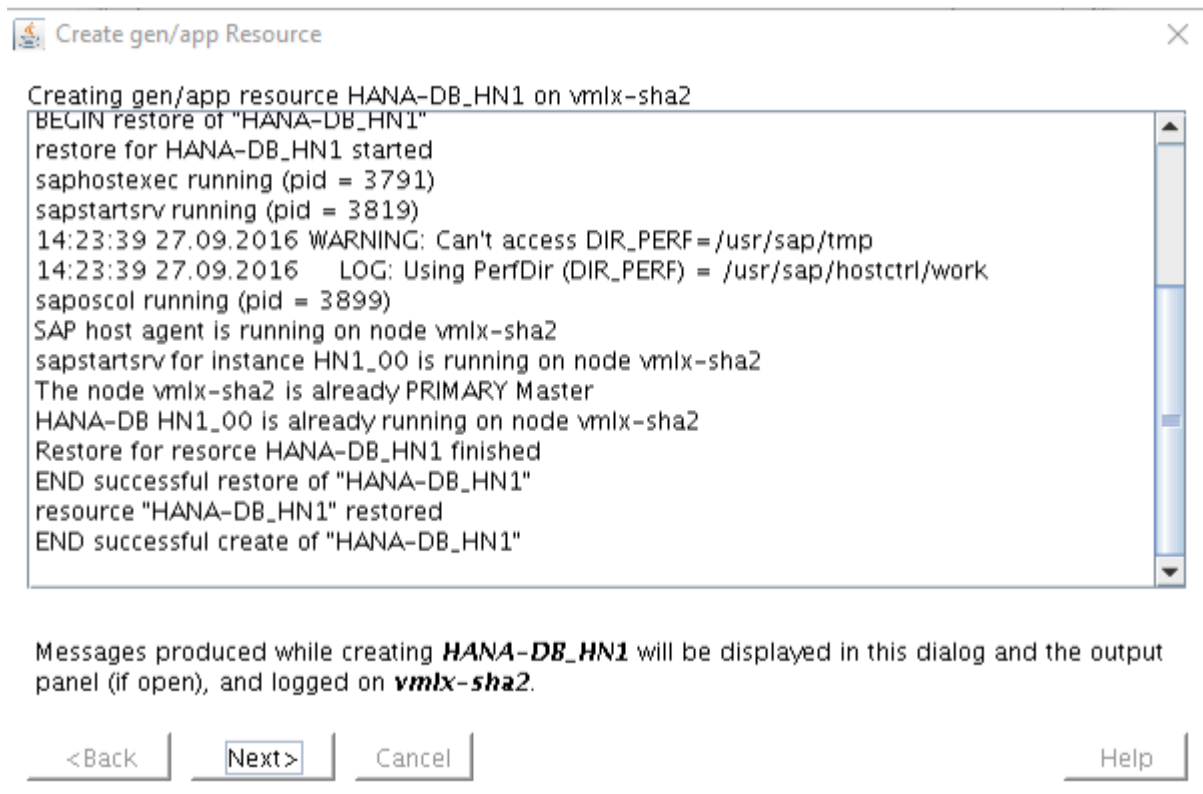 Create gen/app Resource
Creating gen/app resource HANA-DB_HN1 on vmlx-sha2
BEGIN restore of "HANA-DB_HN1"
restore for HANA-DB_HN1 started
saphostexec running (pid = 3791)
sapstartsrv running (pid = 3819)
14:23:39 27.09.2016 WARNING: Can't access DIR_PERF=/usr/sap/tmp
14:23:39 27.09.2016 LOG: Using PerfDir (DIR_PERF) = /usr/sap/hostctrl/work
saposcol running (pid = 3899)
SAP host agent is running on node vmlx-sha2
sapstartsrv for instance HN1_00 is running on node vmlx-sha2
The node vmlx-sha2 is already PRIMARY Master
HANA-DB HN1_00 is already running on node vmlx-sha2
Restore for resorce HANA-DB_HN1 finished
END successful restore of "HANA-DB_HN1"
resource "HANA-DB_HN1" restored
END successful create of "HANA-DB_HN1"
Messages produced while creating HANA-DB_HN1 will be displayed in this dialog and the output
panel (if open), and logged on vmlx-sha2.
<Back Next> Cancel Help